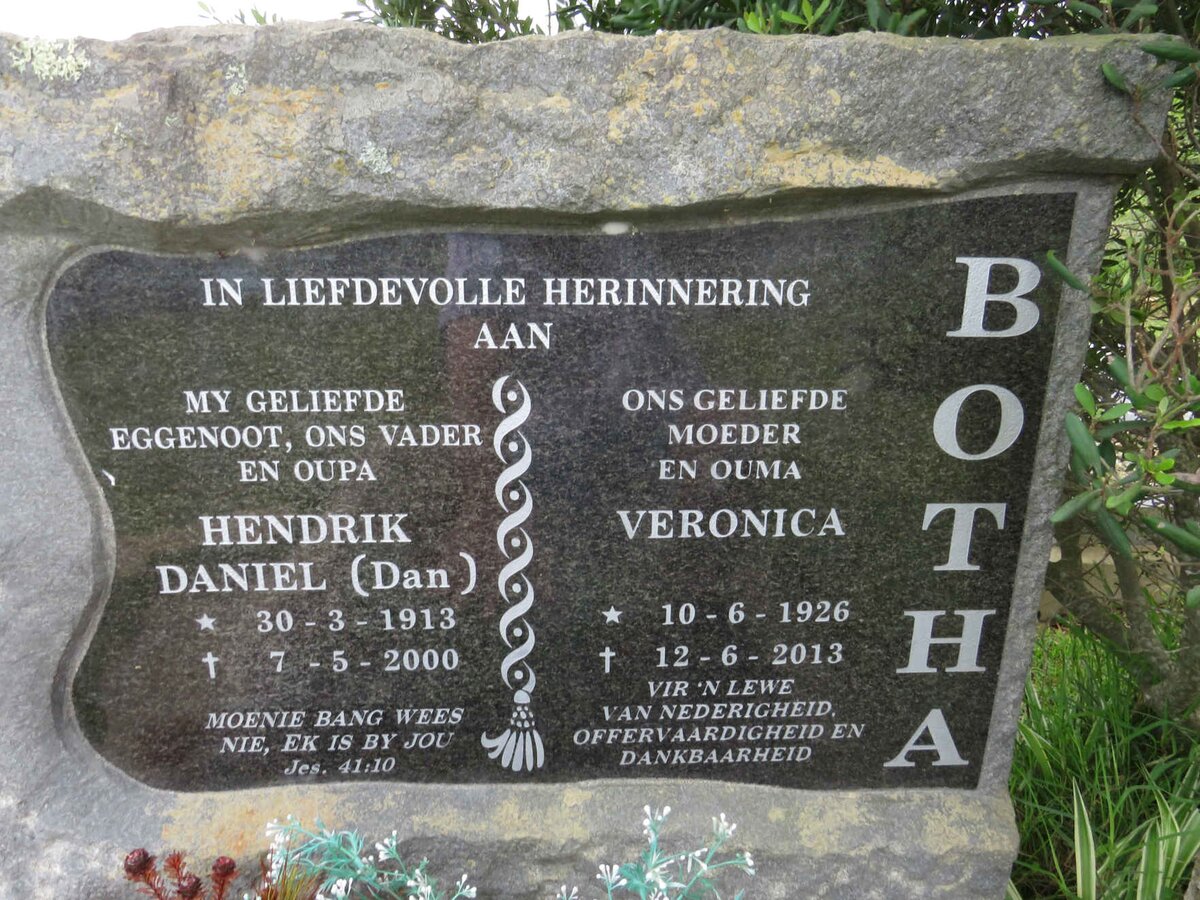 IN LIEFDEVOLLE HERINNERING
AAN
MY GELIEFDE
EGGENOOT, ONS VADER
EN OUPA
HENDRIK
DANIEL (Dan)
★ 30 - 3 - 1913
✝ 7 - 5 - 2000
MOENIE BANG WEES
NIE, EK IS BY JOU
Jes. 41:10
ONS GELIEFDE
MOEDER
EN OUMA
VERONICA
★ 10 - 6 - 1926
✝ 12 - 6 - 2013
VIR 'N LEWE
VAN NEDERIGHEID,
OFFERVAARDIGHEID EN
DANKBAARHEID
BOTHA